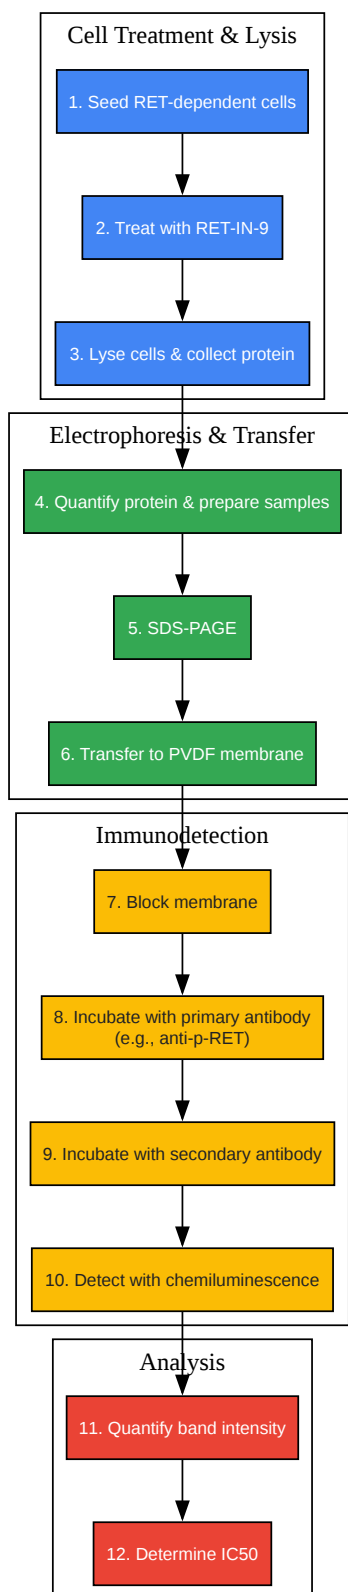 Cell Treatment & Lysis
1. Seed RET-dependent cells
2. Treat with RET-IN-9
3. Lyse cells & collect protein
Electrophoresis & Transfer
4. Quantify protein & prepare samples
5. SDS-PAGE
6. Transfer to PVDF membrane
Immunodetection
7. Block membrane
8. Incubate with primary antibody
(e.g., anti-p-RET)
9. Incubate with secondary antibody
10. Detect with chemiluminescence
Analysis
11. Quantify band intensity
12. Determine IC50